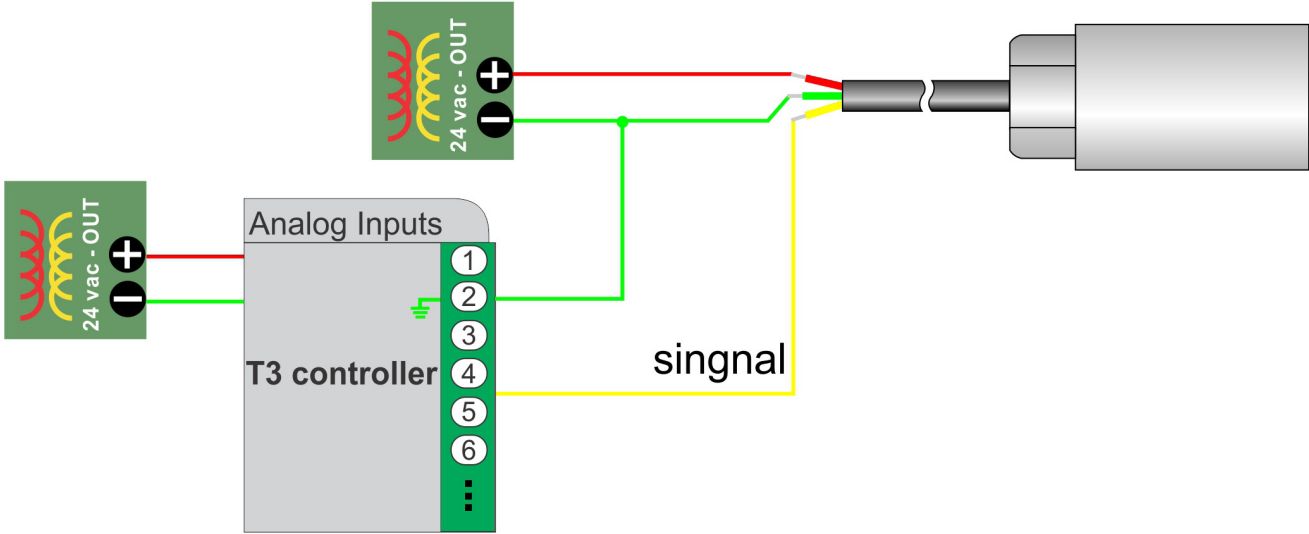 24 vac - OUT
+
−
24 vac - OUT
+
−
Analog Inputs
1
2
3
4
5
6
...
T3 controller
singnal